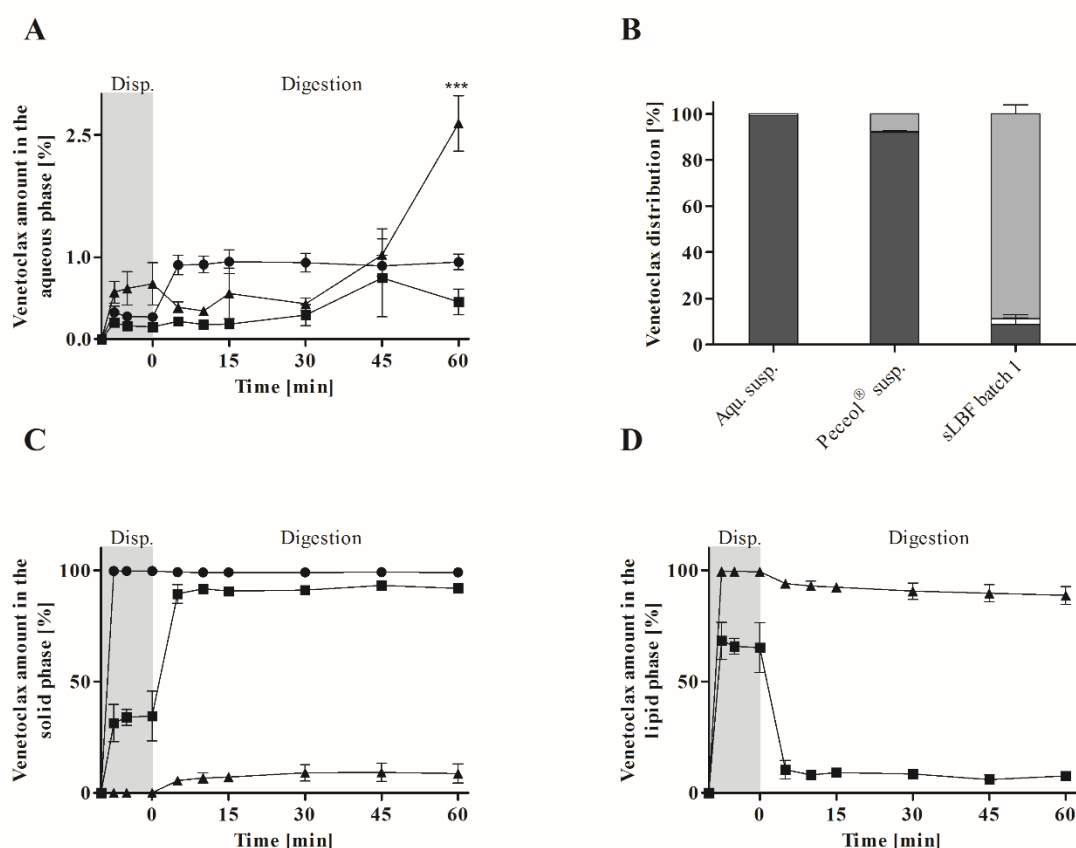 A
Disp.
Digestion
***
Venetoclax amount in the
aqueous phase [%]
2.5
1.0
0.0
0
15
30
45
60
Time [min]
B
Venetoclax distribution [%]
100
80
60
40
20
0
Aqu. susp.
Peceol® susp.
sLBF batch 1
C
Disp.
Digestion
Venetoclax amount in the
solid phase [%]
100
50
0
0
15
30
45
60
Time [min]
D
Disp.
Digestion
Venetoclax amount in the
lipid phase [%]
100
50
0
0
15
30
45
60
Time [min]